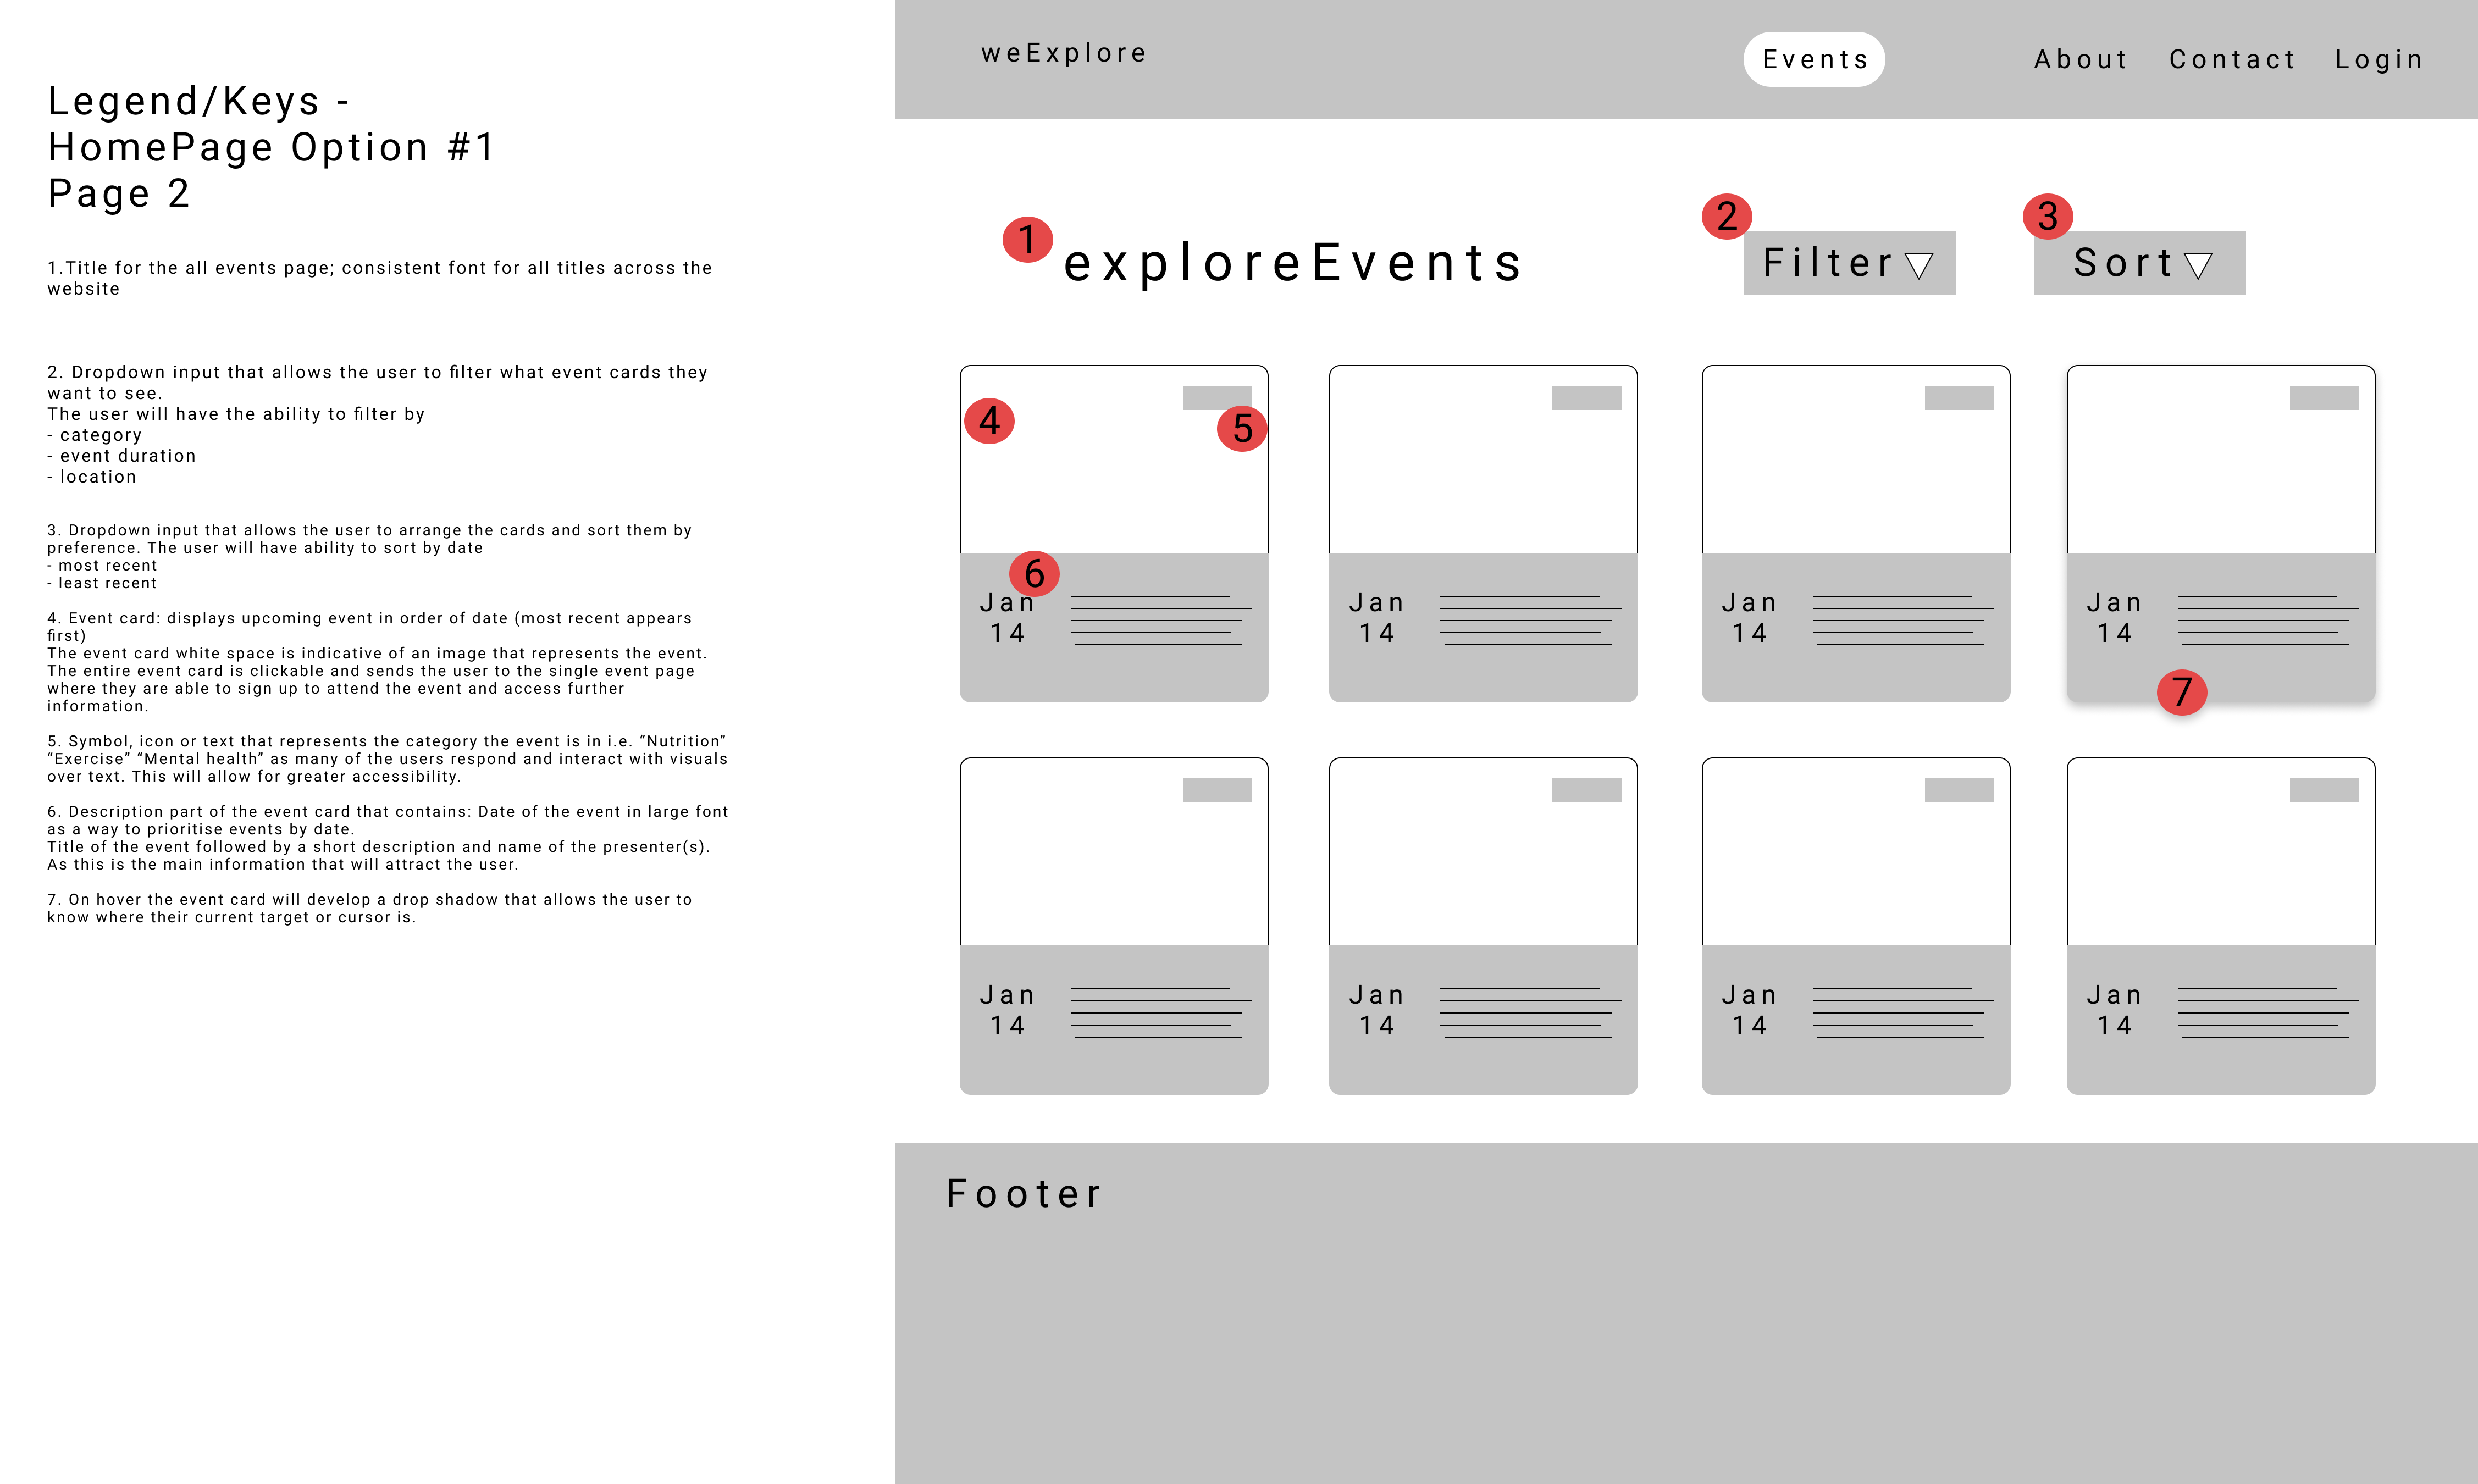 Legend/Keys -
HomePage Option #1
Page 2
1.Title for the all events page; consistent font for all titles across the
website
2. Dropdown input that allows the user to filter what event cards they
want to see.
The user will have the ability to filter by
- category
- event duration
- location
3. Dropdown input that allows the user to arrange the cards and sort them by
preference. The user will have ability to sort by date
- most recent
- least recent
4. Event card: displays upcoming event in order of date (most recent appears
first)
The event card white space is indicative of an image that represents the event.
The entire event card is clickable and sends the user to the single event page
where they are able to sign up to attend the event and access further
information.
5. Symbol, icon or text that represents the category the event is in i.e. “Nutrition”
“Exercise” “Mental health” as many of the users respond and interact with visuals
over text. This will allow for greater accessibility.
6. Description part of the event card that contains: Date of the event in large font
as a way to prioritise events by date.
Title of the event followed by a short description and name of the presenter(s).
As this is the main information that will attract the user.
7. On hover the event card will develop a drop shadow that allows the user to
know where their current target or cursor is.
weExplore
Events
About
Contact
Login
1
exploreEvents
2
Filter
3
Sort
4
5
6
Jan
14
Jan
14
Jan
14
Jan
14
7
Jan
14
Jan
14
Jan
14
Jan
14
Footer